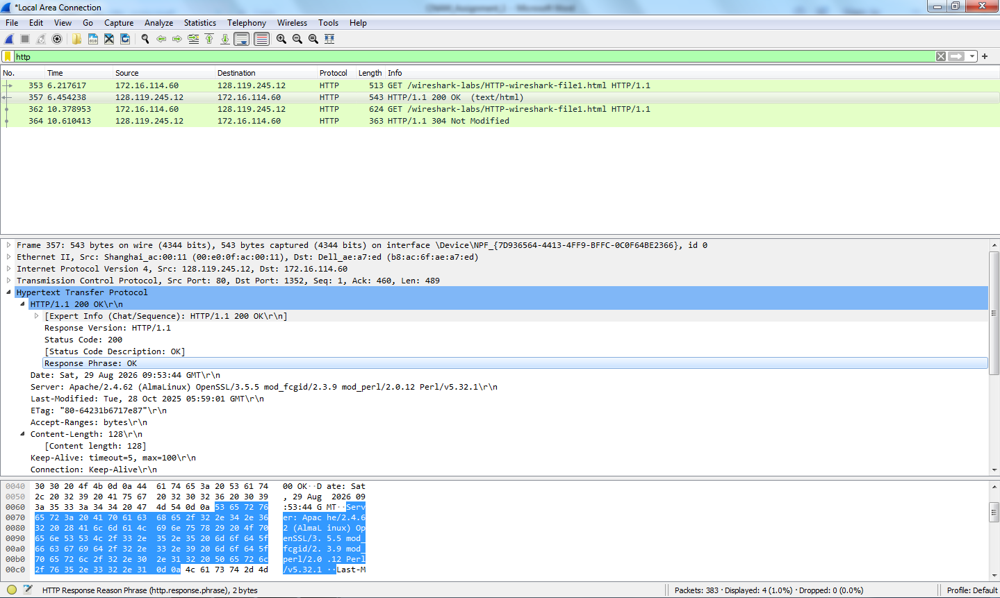 *Local Area Connection
File Edit View Go Capture Analyze Statistics Telephony Wireless Tools Help
http
No. Time Source Destination Protocol Length Info
353 6.217617 172.16.114.60 128.119.245.12 HTTP 513 GET /wireshark-labs/HTTP-wireshark-file1.html HTTP/1.1
357 6.454238 128.119.245.12 172.16.114.60 HTTP 543 HTTP/1.1 200 OK (text/html)
362 10.378953 172.16.114.60 128.119.245.12 HTTP 624 GET /wireshark-labs/HTTP-wireshark-file1.html HTTP/1.1
364 10.610413 128.119.245.12 172.16.114.60 HTTP 363 HTTP/1.1 304 Not Modified
Frame 357: 543 bytes on wire (4344 bits), 543 bytes captured (4344 bits) on interface \Device\NPF_{7D936564-4413-4FF9-BFFC-0C0F64BE2366}, id 0
Ethernet II, Src: Shanghai_ac:00:11 (00:e0:0f:ac:00:11), Dst: Dell_ae:a7:ed (b8:ac:6f:ae:a7:ed)
Internet Protocol Version 4, Src: 128.119.245.12, Dst: 172.16.114.60
Transmission Control Protocol, Src Port: 80, Dst Port: 1352, Seq: 1, Ack: 460, Len: 489
Hypertext Transfer Protocol
HTTP/1.1 200 OK\r\n
[Expert Info (Chat/Sequence): HTTP/1.1 200 OK\r\n]
Response Version: HTTP/1.1
Status Code: 200
[Status Code Description: OK]
Response Phrase: OK
Date: Sat, 29 Aug 2026 09:53:44 GMT\r\n
Server: Apache/2.4.62 (AlmaLinux) OpenSSL/3.5.5 mod_fcgid/2.3.9 mod_perl/2.0.12 Perl/v5.32.1\r\n
Last-Modified: Tue, 28 Oct 2025 05:59:01 GMT\r\n
ETag: "80-64231b6717e87"\r\n
Accept-Ranges: bytes\r\n
Content-Length: 128\r\n
[Content length: 128]
Keep-Alive: timeout=5, max=100\r\n
Connection: Keep-Alive\r\n
0040 30 30 20 4f 4b 0d 0a 44 61 74 65 3a 20 53 61 74 00 OK··D ate: Sat
0050 2c 20 32 39 20 41 75 67 20 32 30 32 36 20 30 39 , 29 Aug 2026 09
0060 3a 35 33 3a 34 34 20 47 4d 54 0d 0a 53 65 72 76 :53:44 G MT··Serv
0070 65 72 3a 20 41 70 61 63 68 65 2f 32 2e 34 2e 36 er: Apac he/2.4.6
0080 32 20 28 41 6c 6d 61 4c 69 6e 75 78 29 20 4f 70 2 (AlmaL inux) Op
0090 65 6e 53 53 4c 2f 33 2e 35 2e 35 20 6d 6f 64 5f enSSL/3. 5.5 mod_
00a0 66 63 67 69 64 2f 32 2e 33 2e 39 20 6d 6f 64 5f fcgid/2. 3.9 mod_
00b0 70 65 72 6c 2f 32 2e 30 2e 31 32 20 50 65 72 6c perl/2.0 .12 Perl
00c0 2f 76 35 2e 33 32 2e 31 0d 0a 4c 61 73 74 2d 4d /v5.32.1 ··Last-M
HTTP Response Reason Phrase (http.response.phrase), 2 bytes Packets: 383 · Displayed: 4 (1.0%) · Dropped: 0 (0.0%) Profile: Default